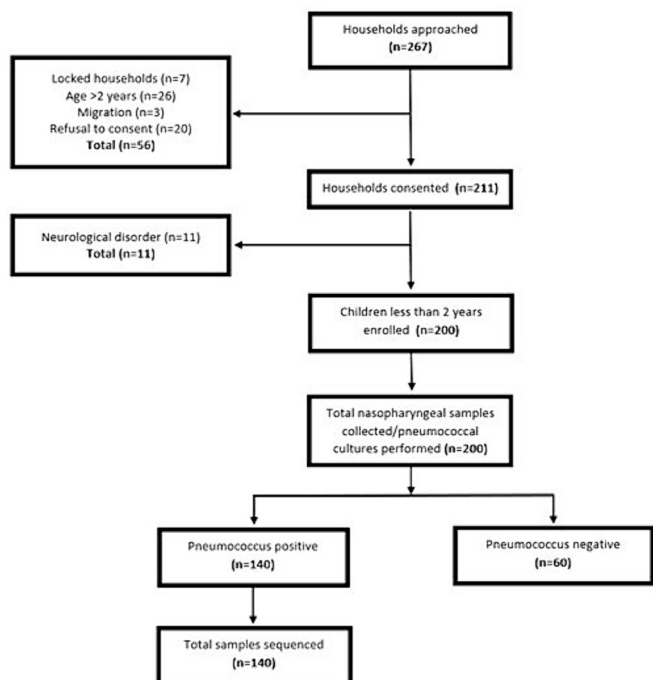 Households approached
(n=267)
Locked households (n=7)
Age >2 years (n=26)
Migration (n=3)
Refusal to consent (n=20)
Total (n=56)
Households consented (n=211)
Neurological disorder (n=11)
Total (n=11)
Children less than 2 years
enrolled (n=200)
Total nasopharyngeal samples
collected/pneumococcal
cultures performed (n=200)
Pneumococcus positive
(n=140)
Pneumococcus negative
(n=60)
Total samples sequenced
(n=140)